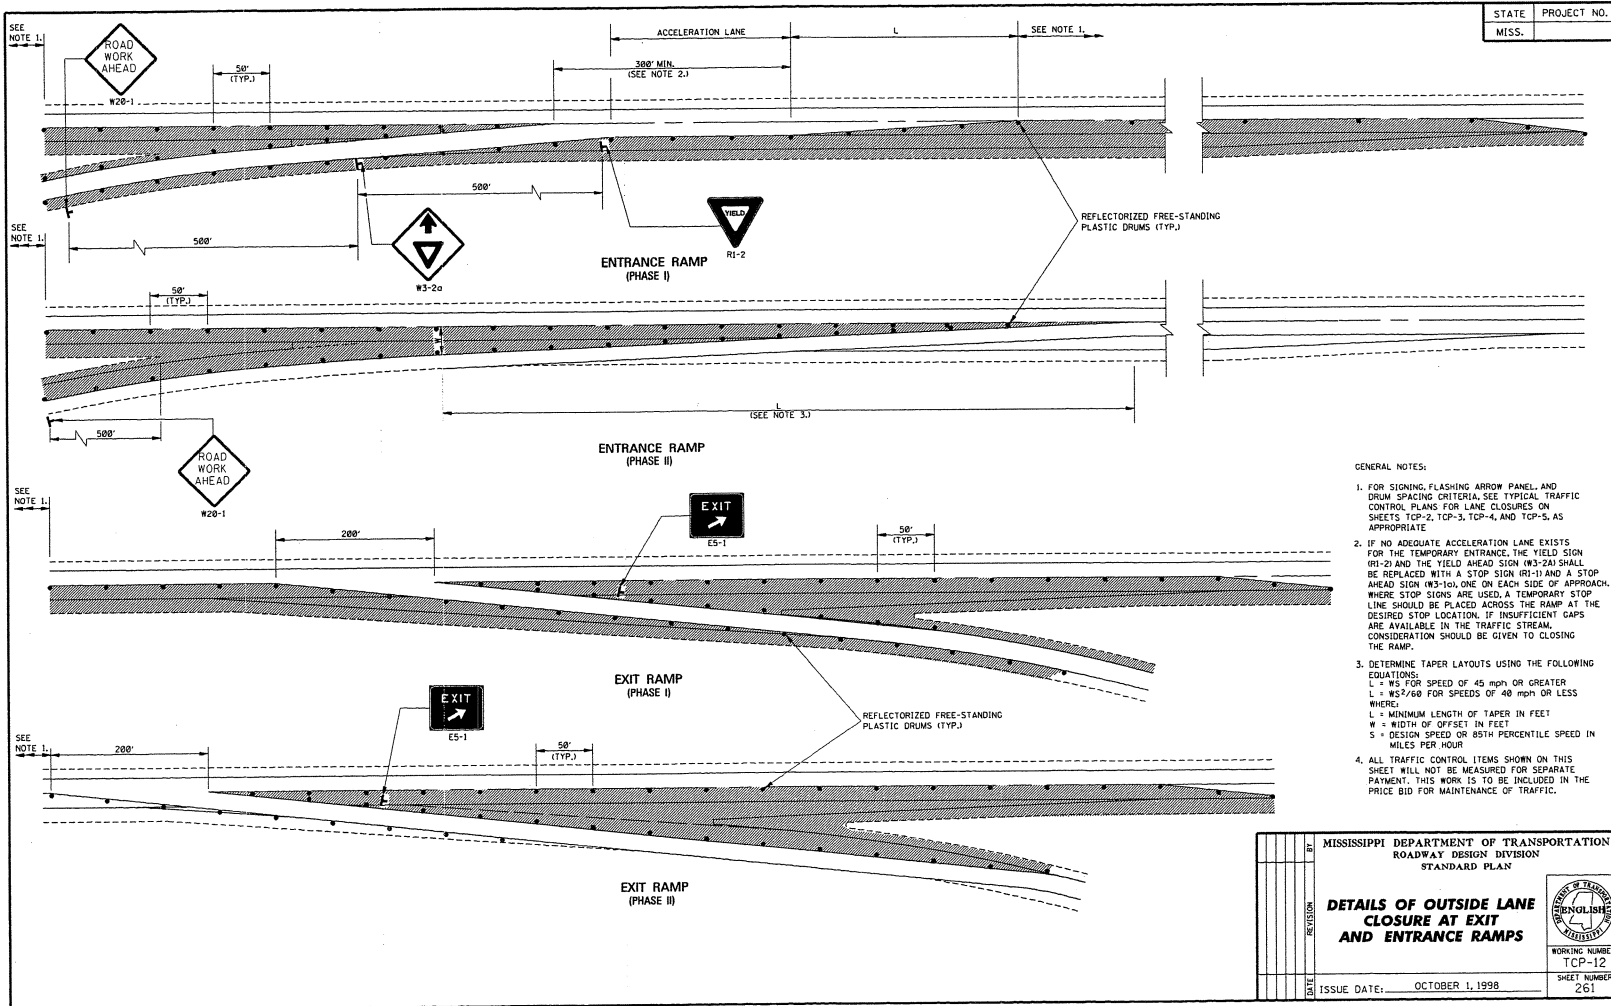 STATE PROJECT NO.
MISS.
SEE
NOTE 1.
ROAD
WORK
AHEAD
W20-1
50'
(TYP.)
ACCELERATION LANE
L
SEE NOTE 1.
300' MIN.
(SEE NOTE 2.)
500'
500'
W3-2a
YIELD
R1-2
REFLECTORIZED FREE-STANDING
PLASTIC DRUMS (TYP.)
ENTRANCE RAMP
(PHASE I)
SEE
NOTE 1.
50'
(TYP.)
W
L
(SEE NOTE 3.)
500'
ROAD
WORK
AHEAD
W20-1
ENTRANCE RAMP
(PHASE II)
SEE
NOTE 1.
200'
EXIT
E5-1
50'
(TYP.)
EXIT RAMP
(PHASE I)
REFLECTORIZED FREE-STANDING
PLASTIC DRUMS (TYP.)
SEE
NOTE 1.
200'
EXIT
E5-1
50'
(TYP.)
EXIT RAMP
(PHASE II)
GENERAL NOTES:
1. FOR SIGNING, FLASHING ARROW PANEL, AND
DRUM SPACING CRITERIA, SEE TYPICAL TRAFFIC
CONTROL PLANS FOR LANE CLOSURES ON
SHEETS TCP-2, TCP-3, TCP-4, AND TCP-5, AS
APPROPRIATE
2. IF NO ADEQUATE ACCELERATION LANE EXISTS
FOR THE TEMPORARY ENTRANCE, THE YIELD SIGN
(R1-2) AND THE YIELD AHEAD SIGN (W3-2A) SHALL
BE REPLACED WITH A STOP SIGN (R1-1) AND A STOP
AHEAD SIGN (W3-1a), ONE ON EACH SIDE OF APPROACH.
WHERE STOP SIGNS ARE USED, A TEMPORARY STOP
LINE SHOULD BE PLACED ACROSS THE RAMP AT THE
DESIRED STOP LOCATION. IF INSUFFICIENT GAPS
ARE AVAILABLE IN THE TRAFFIC STREAM,
CONSIDERATION SHOULD BE GIVEN TO CLOSING
THE RAMP.
3. DETERMINE TAPER LAYOUTS USING THE FOLLOWING
EQUATIONS:
L = WS FOR SPEED OF 45 mph OR GREATER
L = WS²/60 FOR SPEEDS OF 40 mph OR LESS
WHERE:
L = MINIMUM LENGTH OF TAPER IN FEET
W = WIDTH OF OFFSET IN FEET
S = DESIGN SPEED OR 85TH PERCENTILE SPEED IN
MILES PER HOUR
4. ALL TRAFFIC CONTROL ITEMS SHOWN ON THIS
SHEET WILL NOT BE MEASURED FOR SEPARATE
PAYMENT. THIS WORK IS TO BE INCLUDED IN THE
PRICE BID FOR MAINTENANCE OF TRAFFIC.
BY
REVISION
DATE
MISSISSIPPI DEPARTMENT OF TRANSPORTATION
ROADWAY DESIGN DIVISION
STANDARD PLAN
DETAILS OF OUTSIDE LANE
CLOSURE AT EXIT
AND ENTRANCE RAMPS
DEPARTMENT OF TRANSPORTATION
ENGLISH
MISSISSIPPI
WORKING NUMBE
TCP-12
ISSUE DATE: OCTOBER 1, 1998
SHEET NUMBER
261